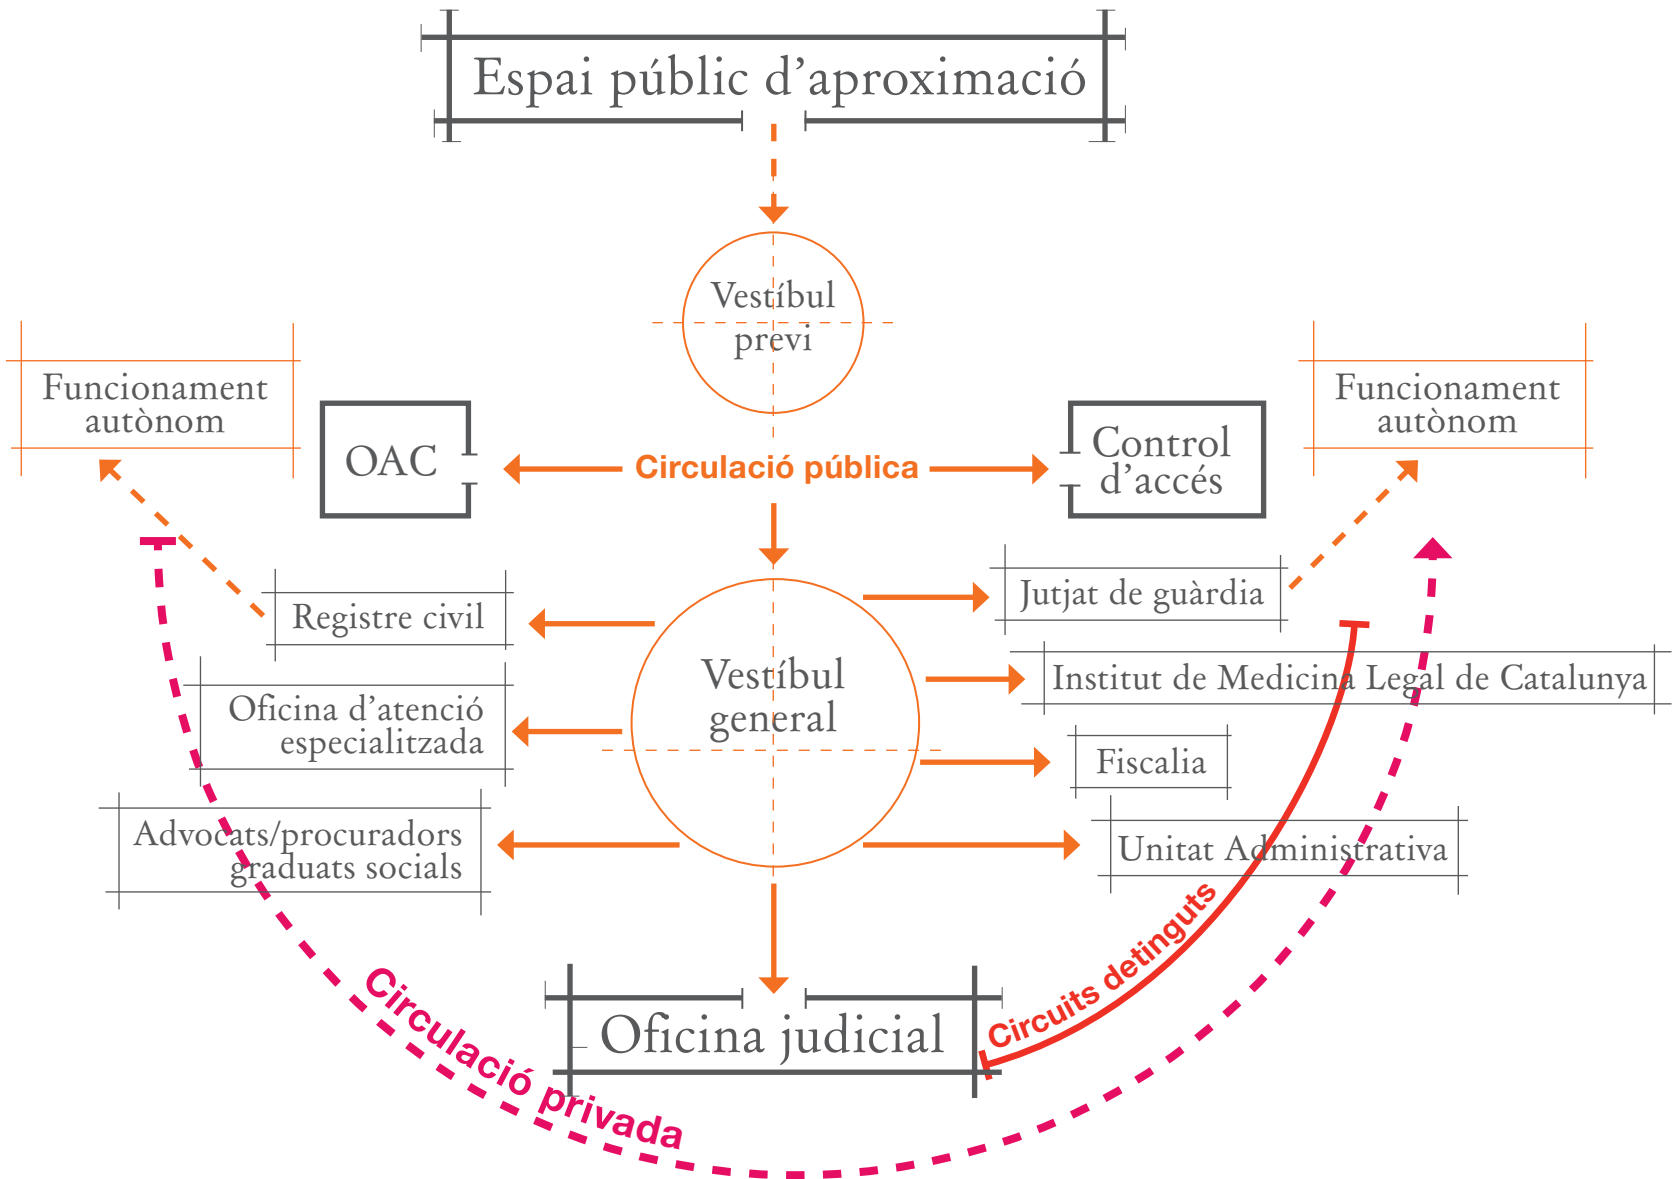 Espai públic d’aproximació
Vestíbul
previ
Funcionament
autònom
OAC
Circulació pública
Control
d’accés
Funcionament
autònom
Registre civil
Oficina d’atenció
especialitzada
Advocats/procuradors
graduats socials
Vestíbul
general
Jutjat de guàrdia
Institut de Medicina Legal de Catalunya
Fiscalia
Unitat Administrativa
Oficina judicial
Circuits detinguts
Circulació privada